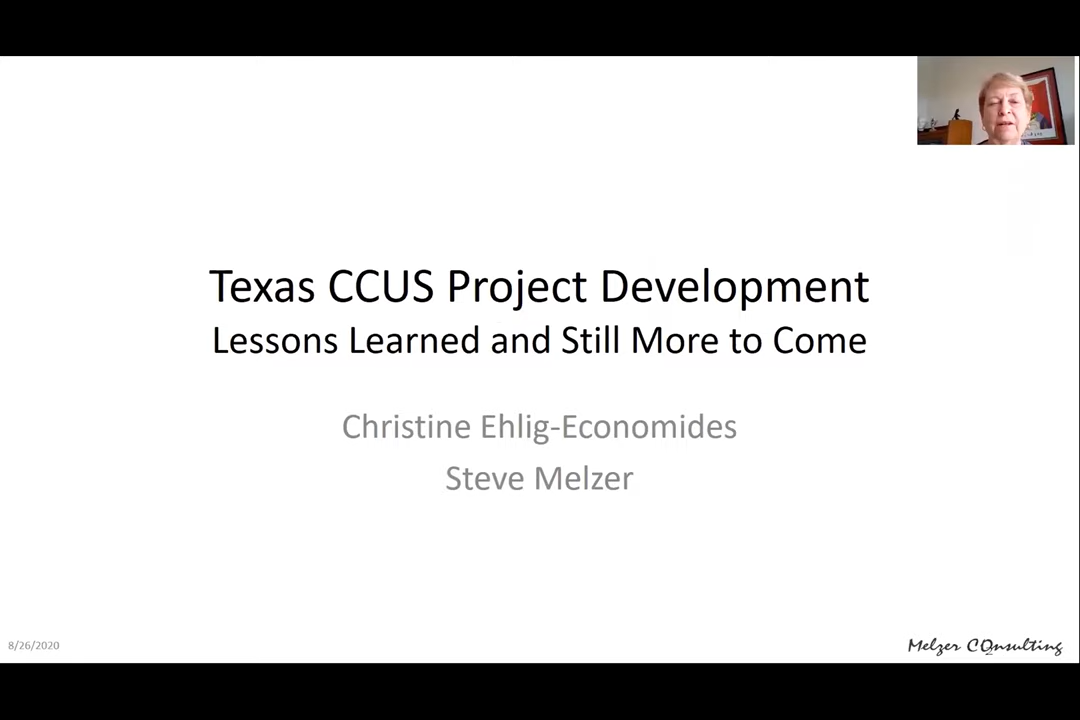 Texas CCUS Project Development
Lessons Learned and Still More to Come
Christine Ehlig-Economides
Steve Melzer
8/26/2020
Melzer CO2nsulting